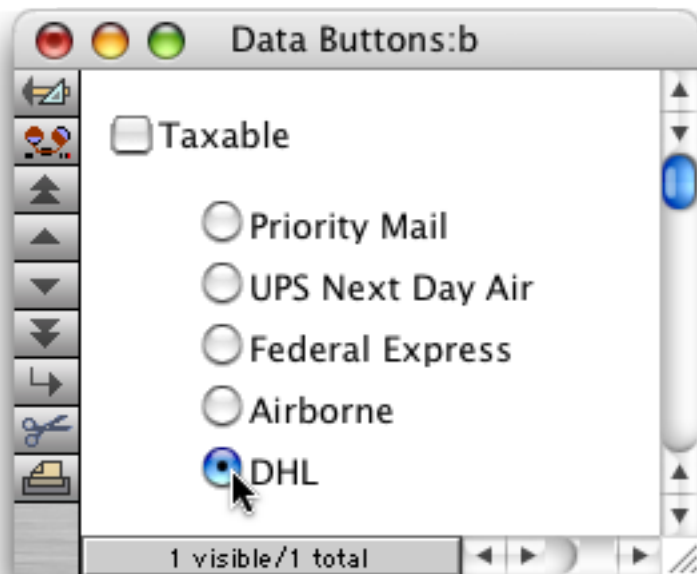 Data Buttons:b
Taxable
Priority Mail
UPS Next Day Air
Federal Express
Airborne
DHL
1 visible/1 total